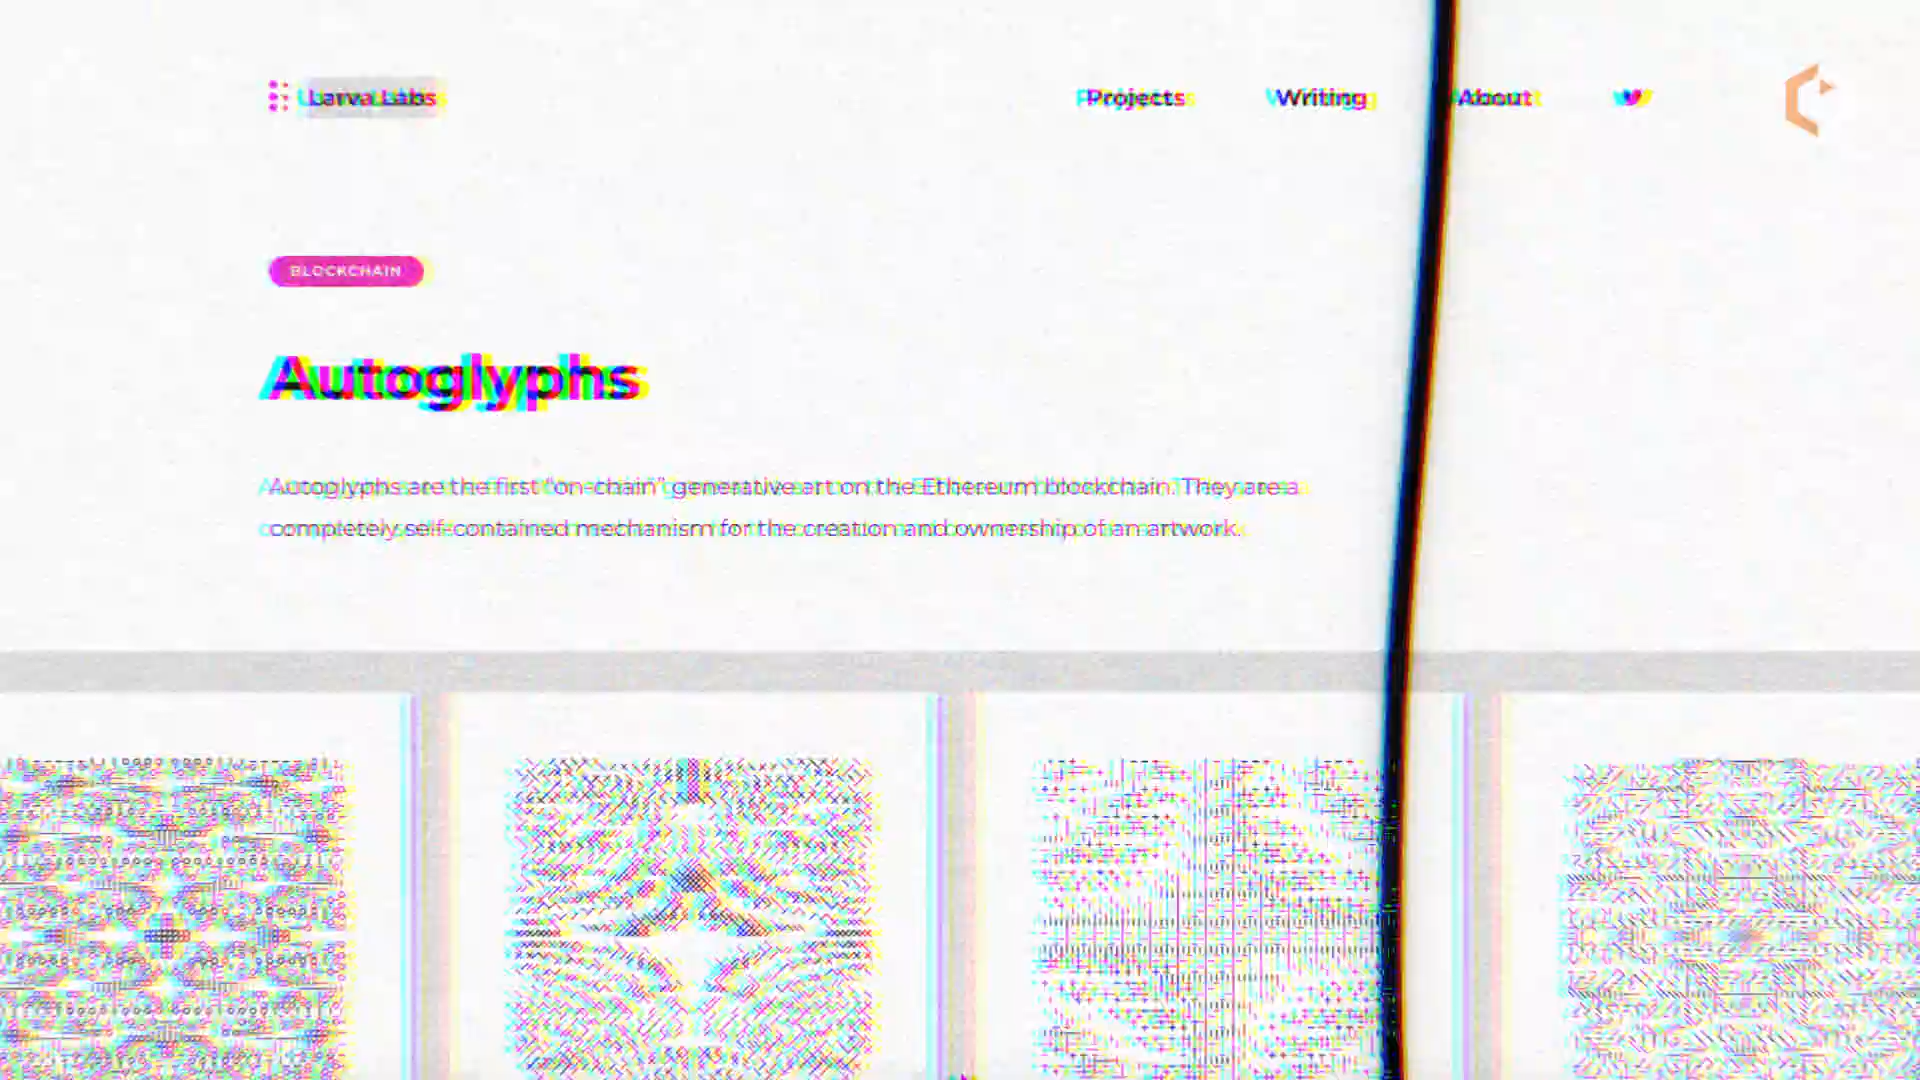 Larva Labs
Projects
Writing
About
BLOCKCHAIN
Autoglyphs
Autoglyphs are the first “on-chain” generative art on the Ethereum blockchain. They are a
completely self-contained mechanism for the creation and ownership of an artwork.